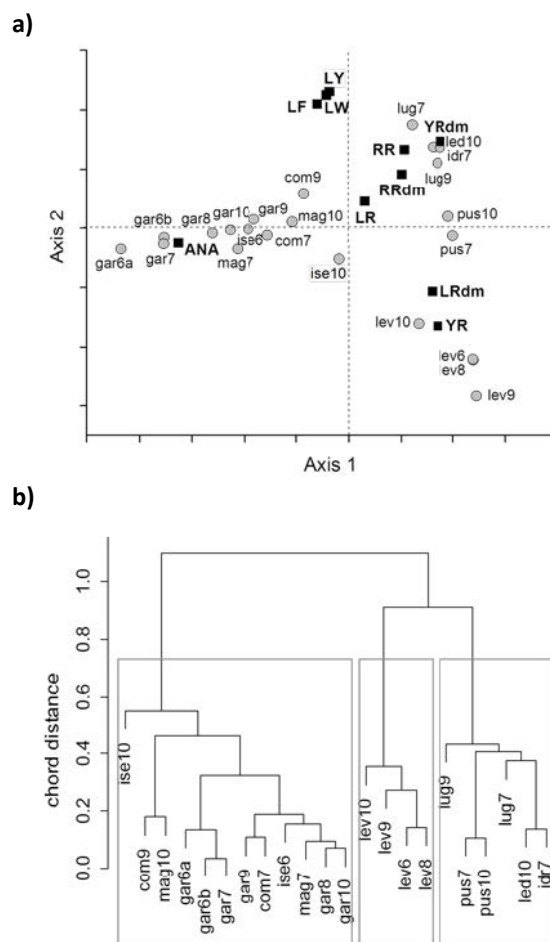 a)
LY
LF LW
lug7 YRdm
led10
RR idr7
lug9
RRdm
com9
LR
gar6b gar8 gar10 gar9 mag10 pus10
gar6a gar7 ANA mag7 ise6 com7 pus7
ise10
LRdm
lev10 YR
lev6
lev8
lev9
Axis 2
Axis 1
b)
chord distance
1.0
0.8
0.6
0.4
0.2
0.0
ise10
com9
mag10
gar6a
gar6b
gar7
gar9
com7
ise6
mag7
gar8
gar10
lev10
lev9
lev6
lev8
lug9
pus7
pus10
lug7
led10
idr7